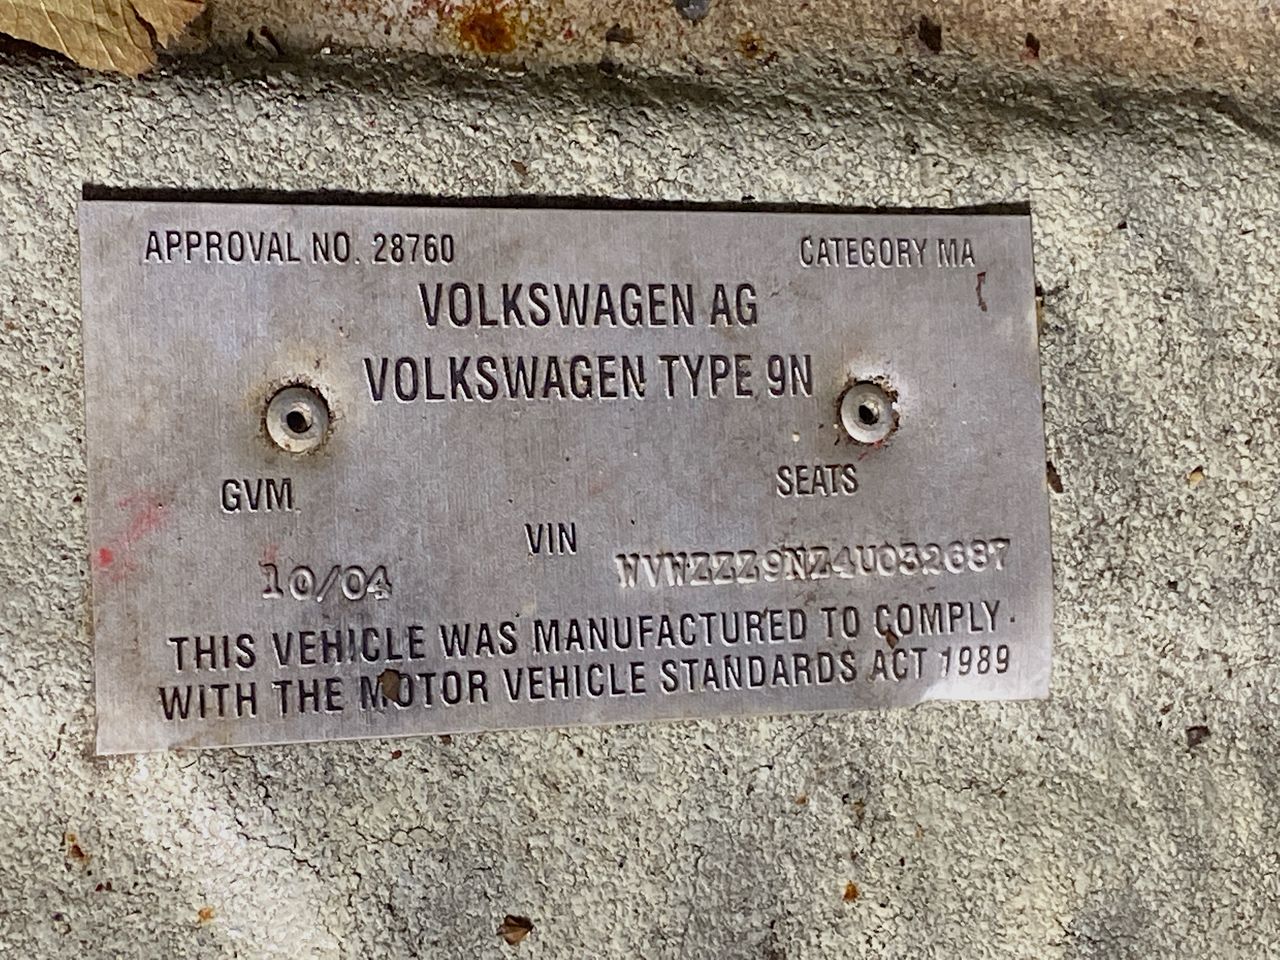 APPROVAL NO. 28760 CATEGORY MA
VOLKSWAGEN AG
VOLKSWAGEN TYPE 9N
GVM SEATS
VIN
10/04 WVWZZZ9NZ4U032687
THIS VEHICLE WAS MANUFACTURED TO COMPLY
WITH THE MOTOR VEHICLE STANDARDS ACT 1989